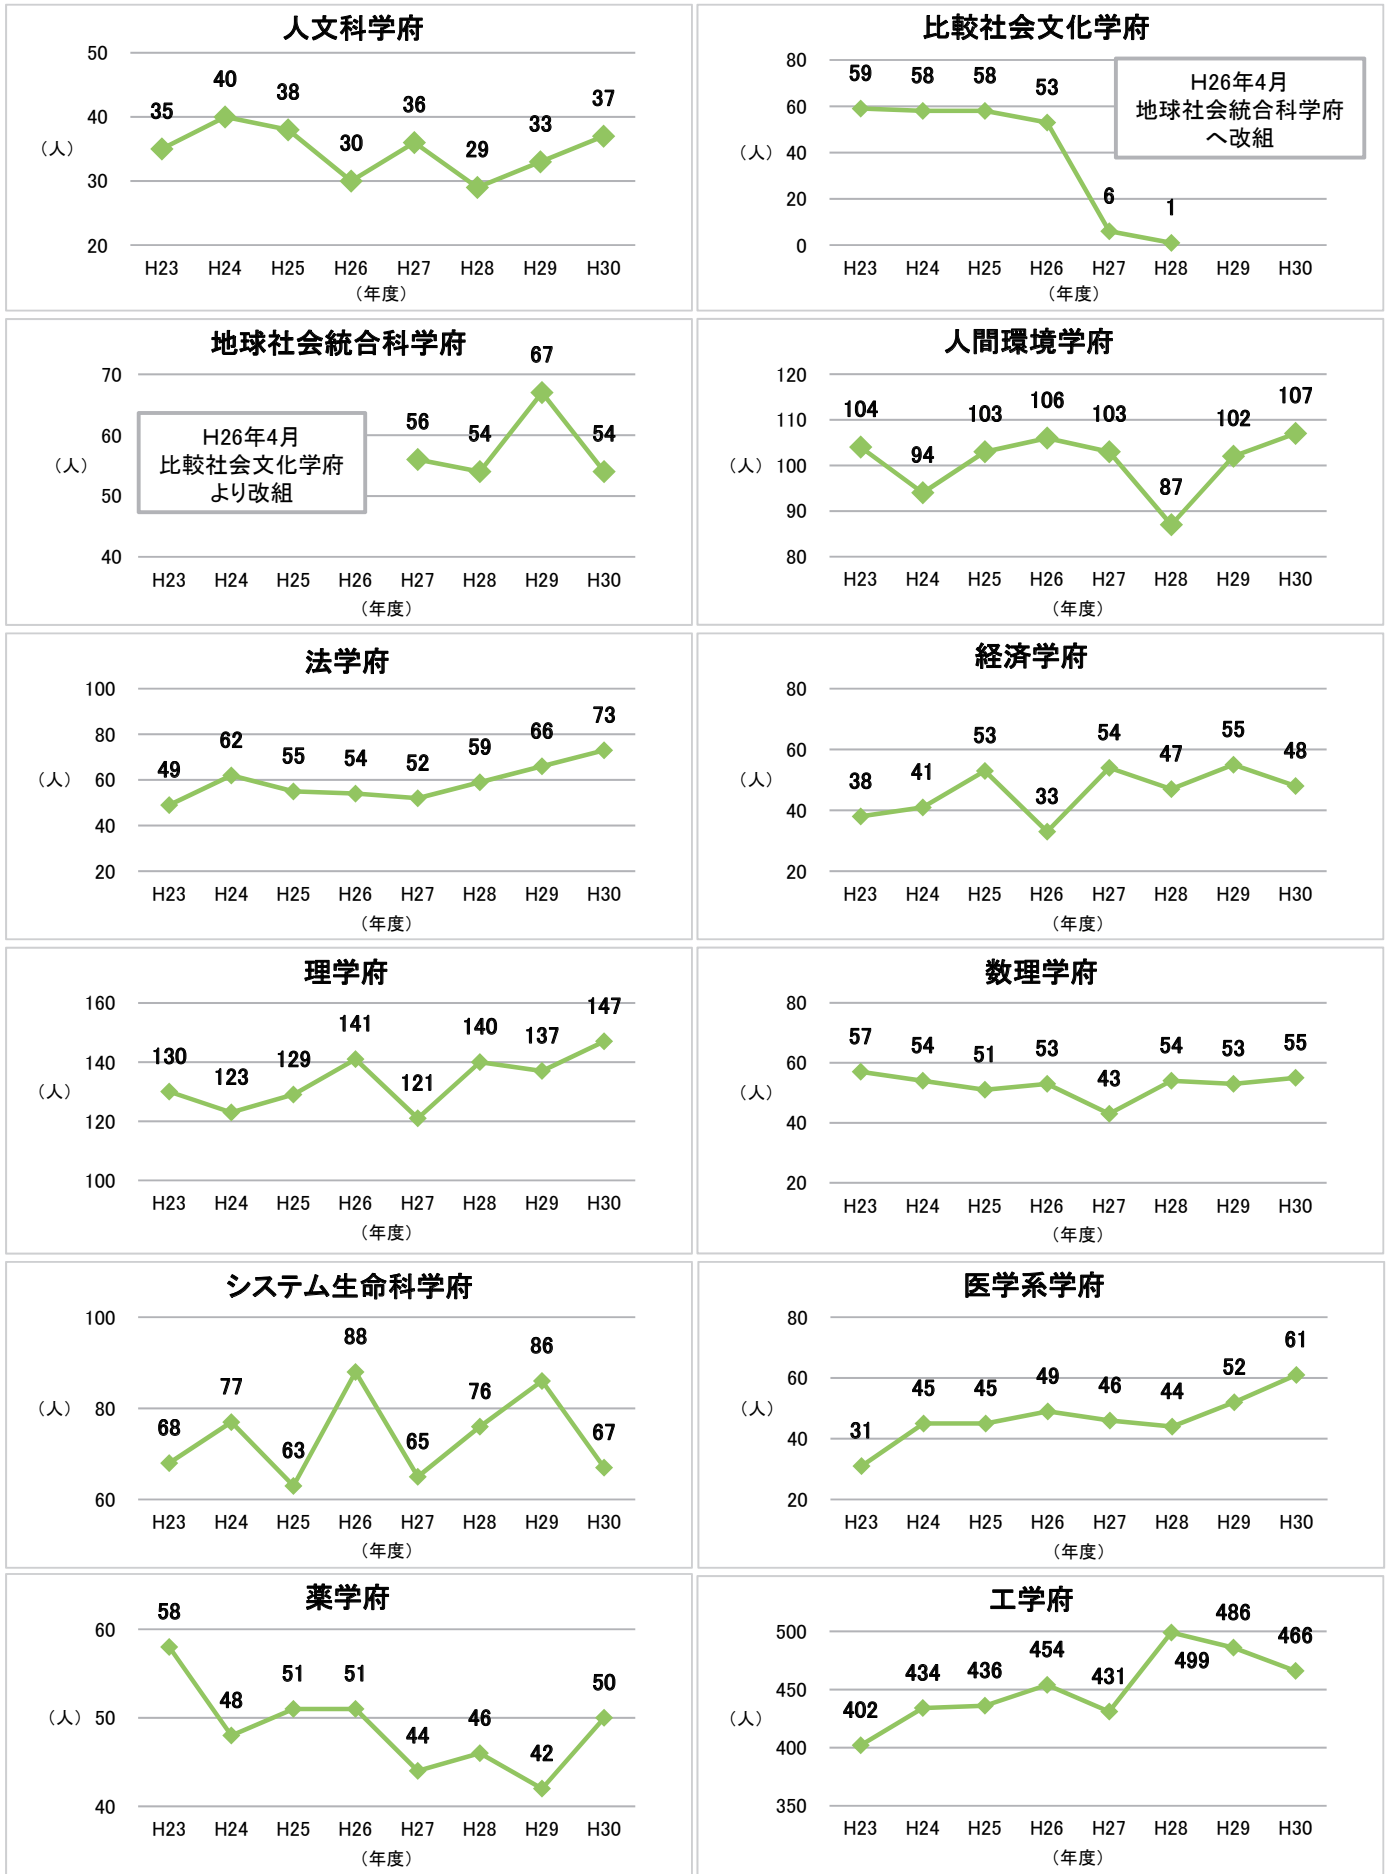 人文科学府
50
40
30
20
(人)
35
40
38
30
36
29
33
37
H23 H24 H25 H26 H27 H28 H29 H30
(年度)
比較社会文化学府
80
60
40
20
0
(人)
59
58
58
53
6
1
H26年4月
地球社会統合科学府
へ改組
H23 H24 H25 H26 H27 H28 H29 H30
(年度)
地球社会統合科学府
70
60
50
40
(人)
H26年4月
比較社会文化学府
より改組
56
54
67
54
H23 H24 H25 H26 H27 H28 H29 H30
(年度)
人間環境学府
120
110
100
90
80
(人)
104
94
103
106
103
87
102
107
H23 H24 H25 H26 H27 H28 H29 H30
(年度)
法学府
100
80
60
40
20
(人)
49
62
55
54
52
59
66
73
H23 H24 H25 H26 H27 H28 H29 H30
(年度)
経済学府
80
60
40
20
(人)
38
41
53
33
54
47
55
48
H23 H24 H25 H26 H27 H28 H29 H30
(年度)
理学府
160
140
120
100
(人)
130
123
129
141
121
140
137
147
H23 H24 H25 H26 H27 H28 H29 H30
(年度)
数理学府
80
60
40
20
(人)
57
54
51
53
43
54
53
55
H23 H24 H25 H26 H27 H28 H29 H30
(年度)
システム生命科学府
100
80
60
(人)
68
77
63
88
65
76
86
67
H23 H24 H25 H26 H27 H28 H29 H30
(年度)
医学系学府
80
60
40
20
(人)
31
45
45
49
46
44
52
61
H23 H24 H25 H26 H27 H28 H29 H30
(年度)
薬学府
60
50
40
(人)
58
48
51
51
44
46
42
50
H23 H24 H25 H26 H27 H28 H29 H30
(年度)
工学府
500
450
400
350
(人)
402
434
436
454
431
499
486
466
H23 H24 H25 H26 H27 H28 H29 H30
(年度)